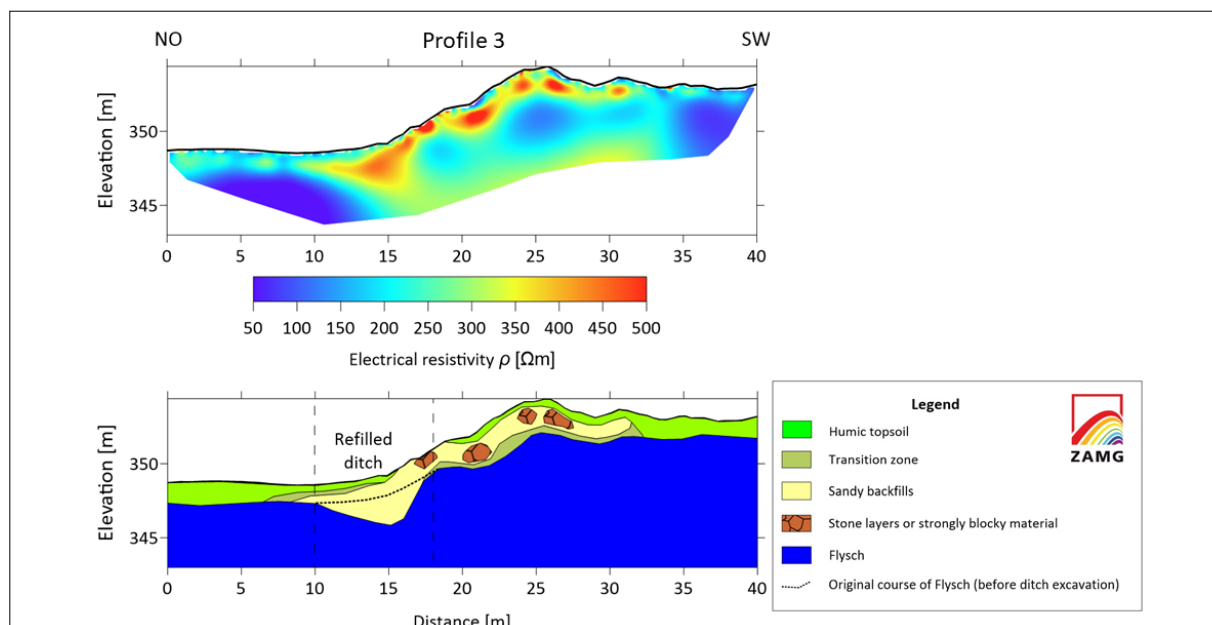 NO Profile 3 SW
Elevation [m]
350
345
0 5 10 15 20 25 30 35 40
50 100 150 200 250 300 350 400 450 500
Electrical resistivity ρ [Ωm]
Elevation [m]
350
345
Refilled
ditch
0 5 10 15 20 25 30 35 40
Distance [m]
Legend
Humic topsoil
Transition zone
Sandy backfills
Stone layers or strongly blocky material
Flysch
Original course of Flysch (before ditch excavation)
ZAMG